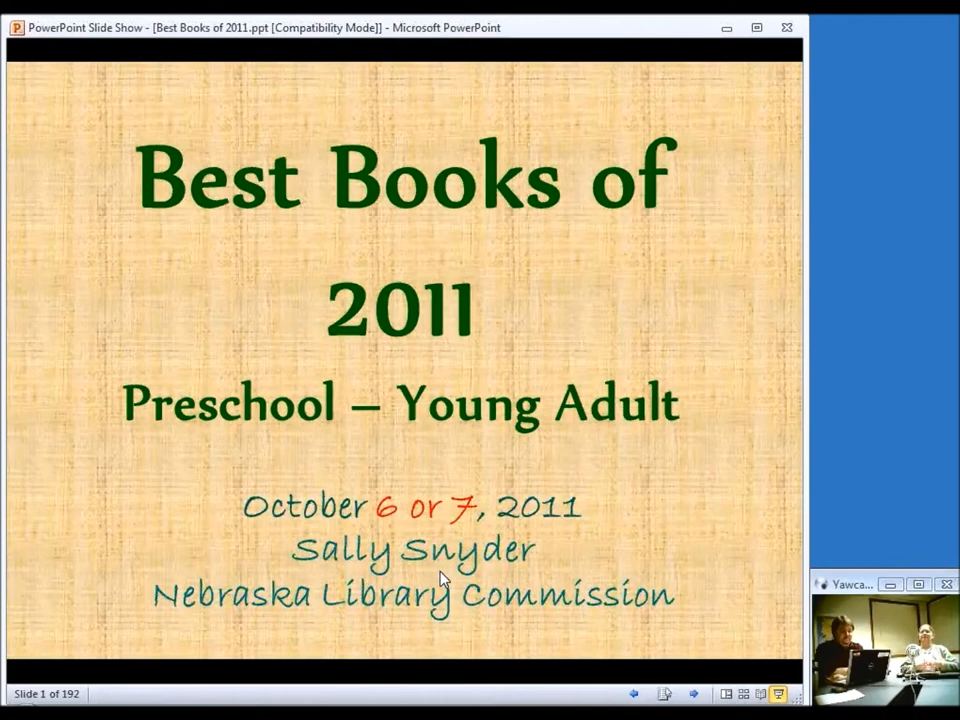 PowerPoint Slide Show - [Best Books of 2011.ppt [Compatibility Mode]] - Microsoft PowerPoint
Best Books of
2011
Preschool – Young Adult
October 6 or 7, 2011
Sally Snyder
Nebraska Library Commission
Yawca...
Slide 1 of 192